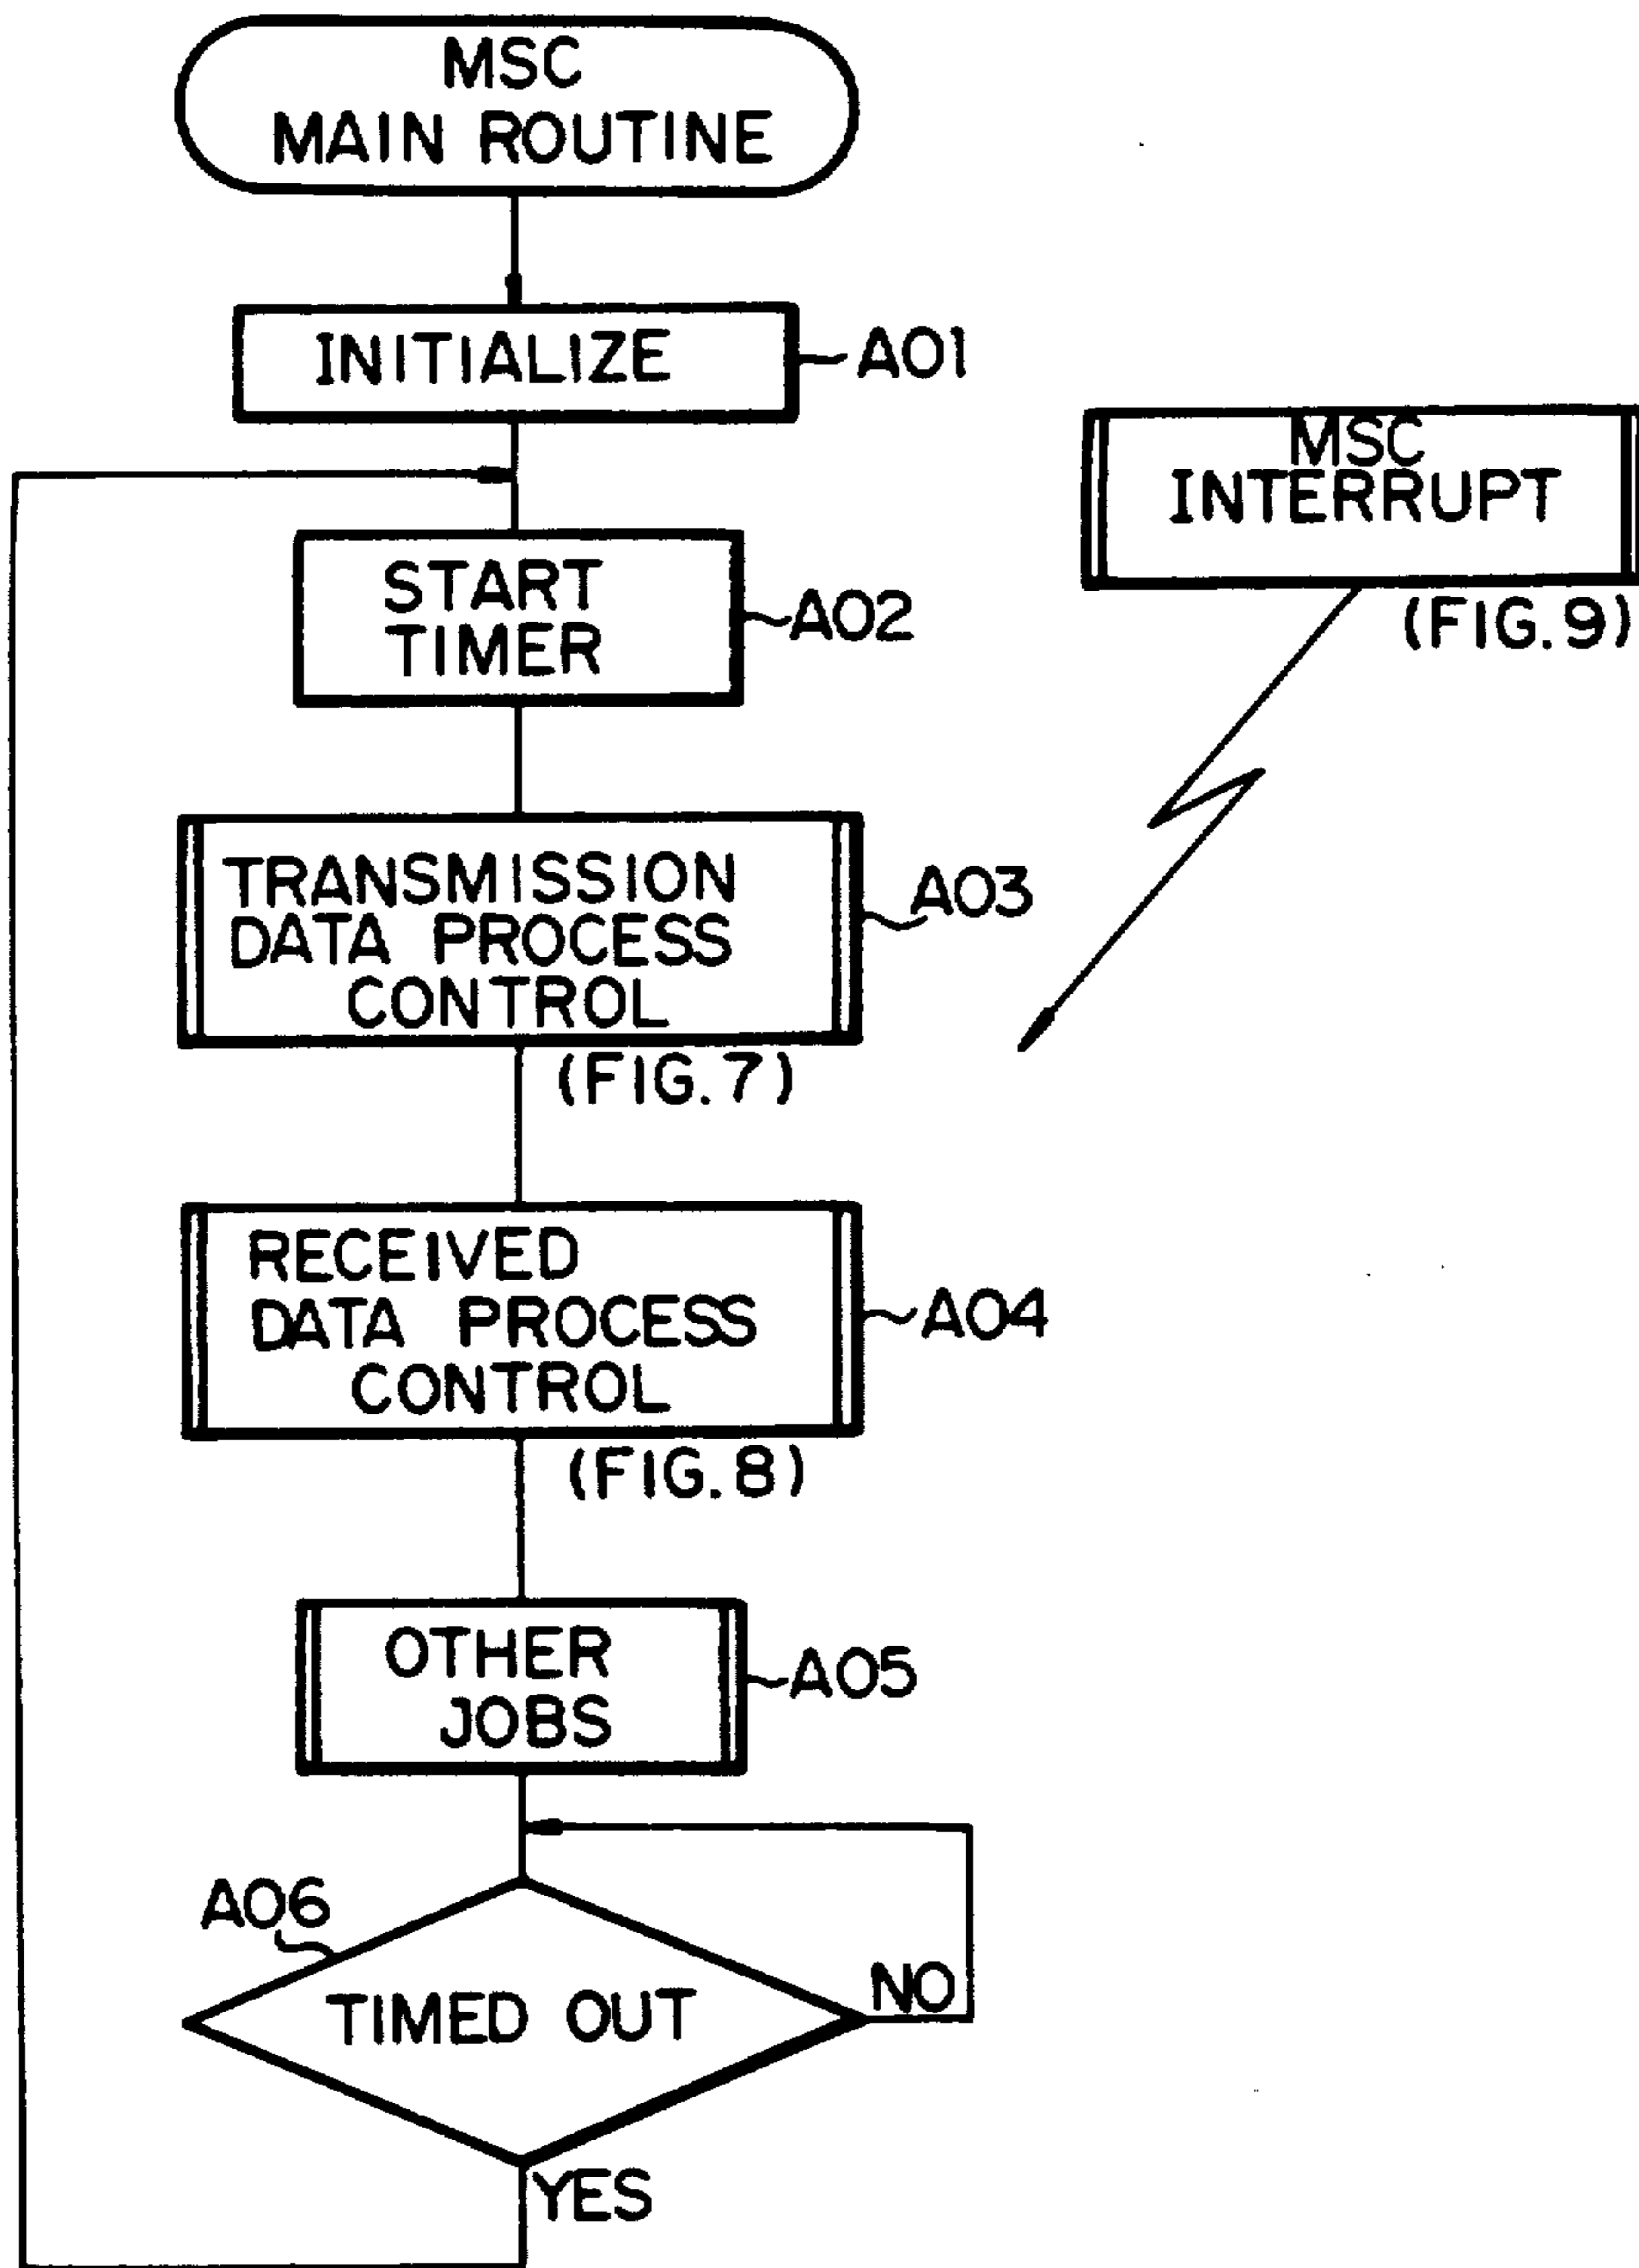 MSC
MAIN ROUTINE
INITIALIZE
A01
MSC
INTERRUPT
(FIG.9)
START
TIMER
A02
TRANSMISSION
DATA PROCESS
CONTROL
A03
(FIG.7)
RECEIVED
DATA PROCESS
CONTROL
A04
(FIG.8)
OTHER
JOBS
A05
A06
TIMED OUT
NO
YES